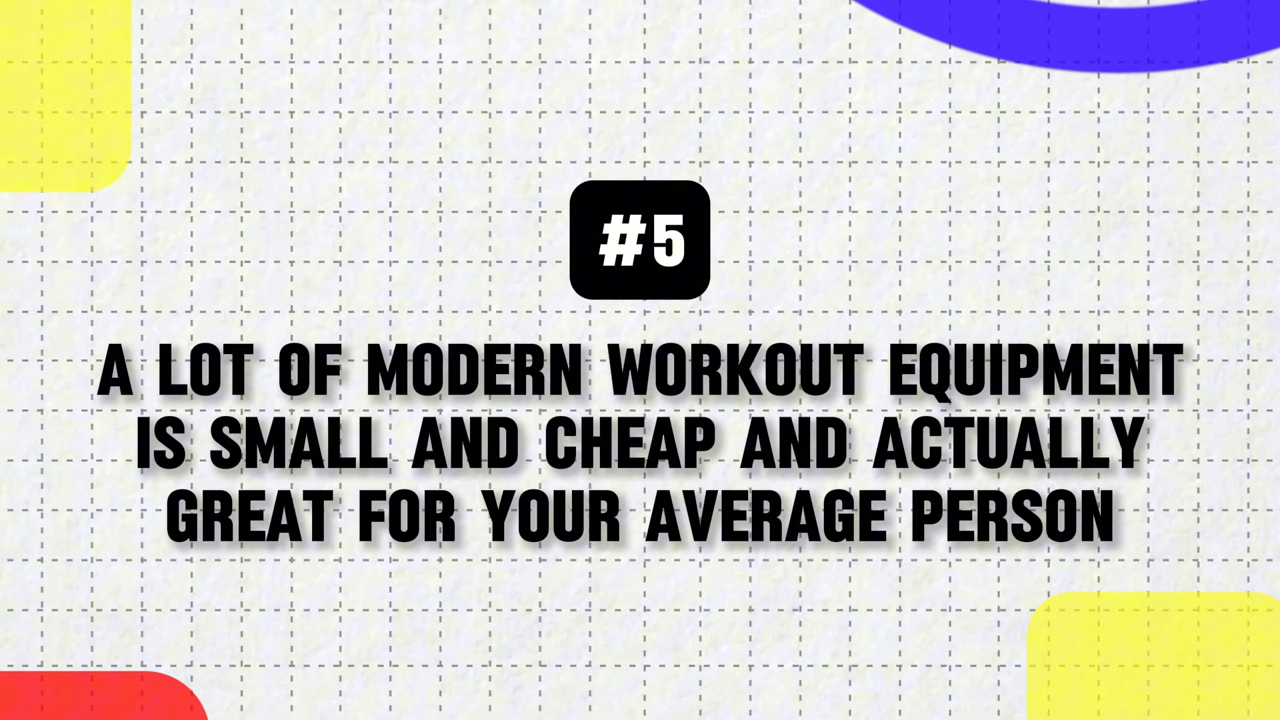 #5
A LOT OF MODERN WORKOUT EQUIPMENT
IS SMALL AND CHEAP AND ACTUALLY
GREAT FOR YOUR AVERAGE PERSON